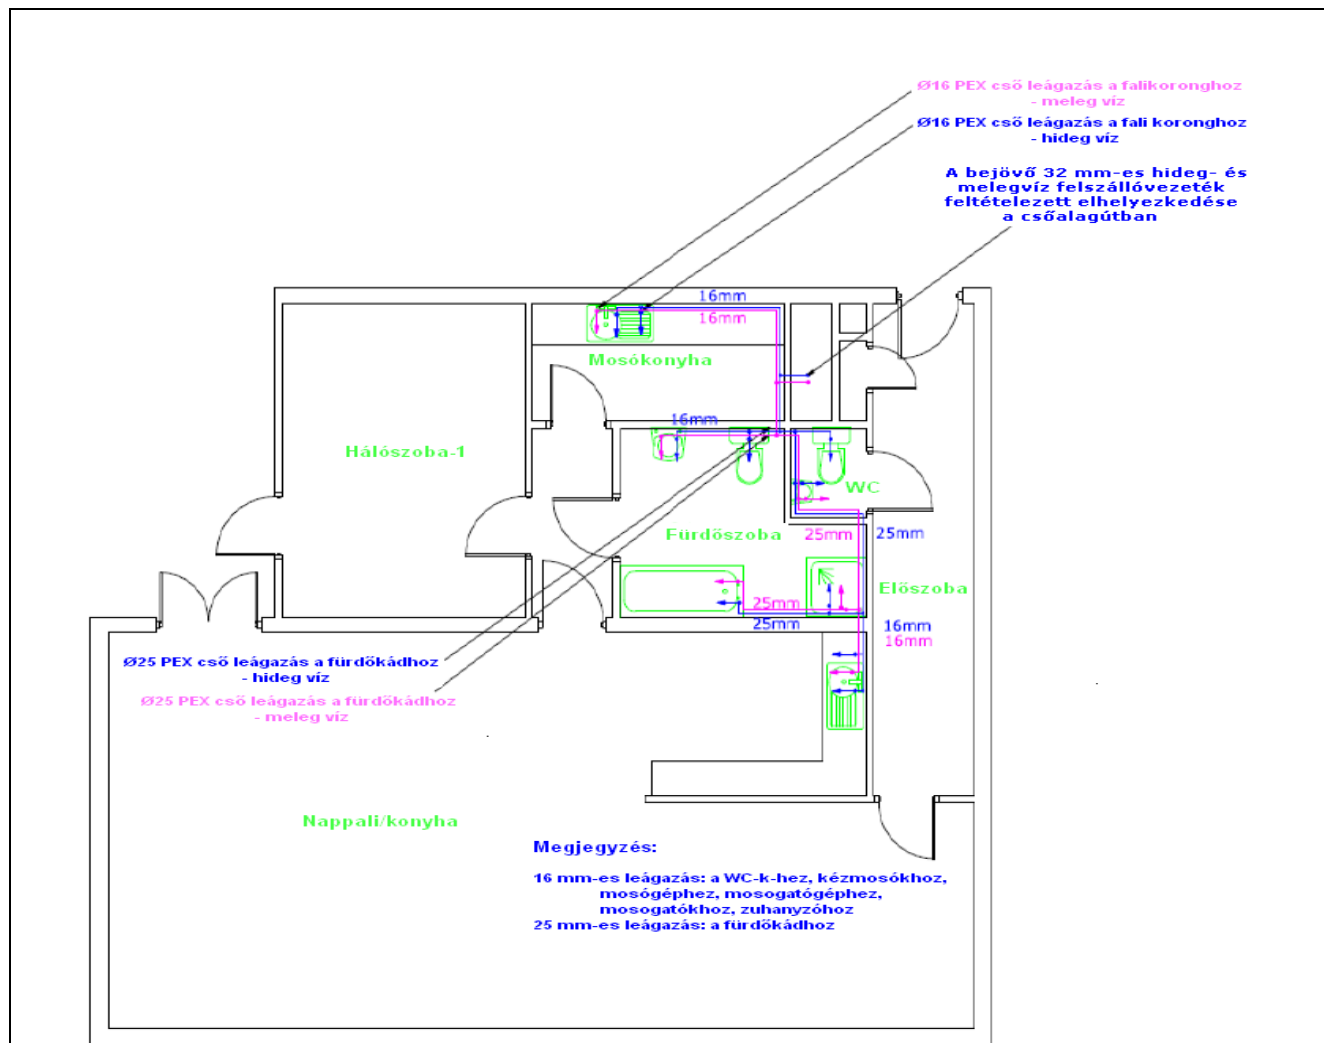 Ø16 PEX cső leágazás a falikoronghoz
- meleg víz
Ø16 PEX cső leágazás a fali koronghoz
- hideg víz
A bejövő 32 mm-es hideg- és
melegvíz felszállóvezeték
feltételezett elhelyezkedése
a csőalagútban
16mm
16mm
Mosókonyha
16mm
Hálószoba-1
WC
Fürdőszoba
25mm
25mm
Előszoba
25mm
25mm
16mm
16mm
Ø25 PEX cső leágazás a fürdőkádhoz
- hideg víz
Ø25 PEX cső leágazás a fürdőkádhoz
- meleg víz
Nappali/konyha
Megjegyzés:
16 mm-es leágazás: a WC-k-hez, kézmosókhoz,
mosógéphez, mosogatógéphez,
mosogatókhoz, zuhanyzóhoz
25 mm-es leágazás: a fürdőkádhoz